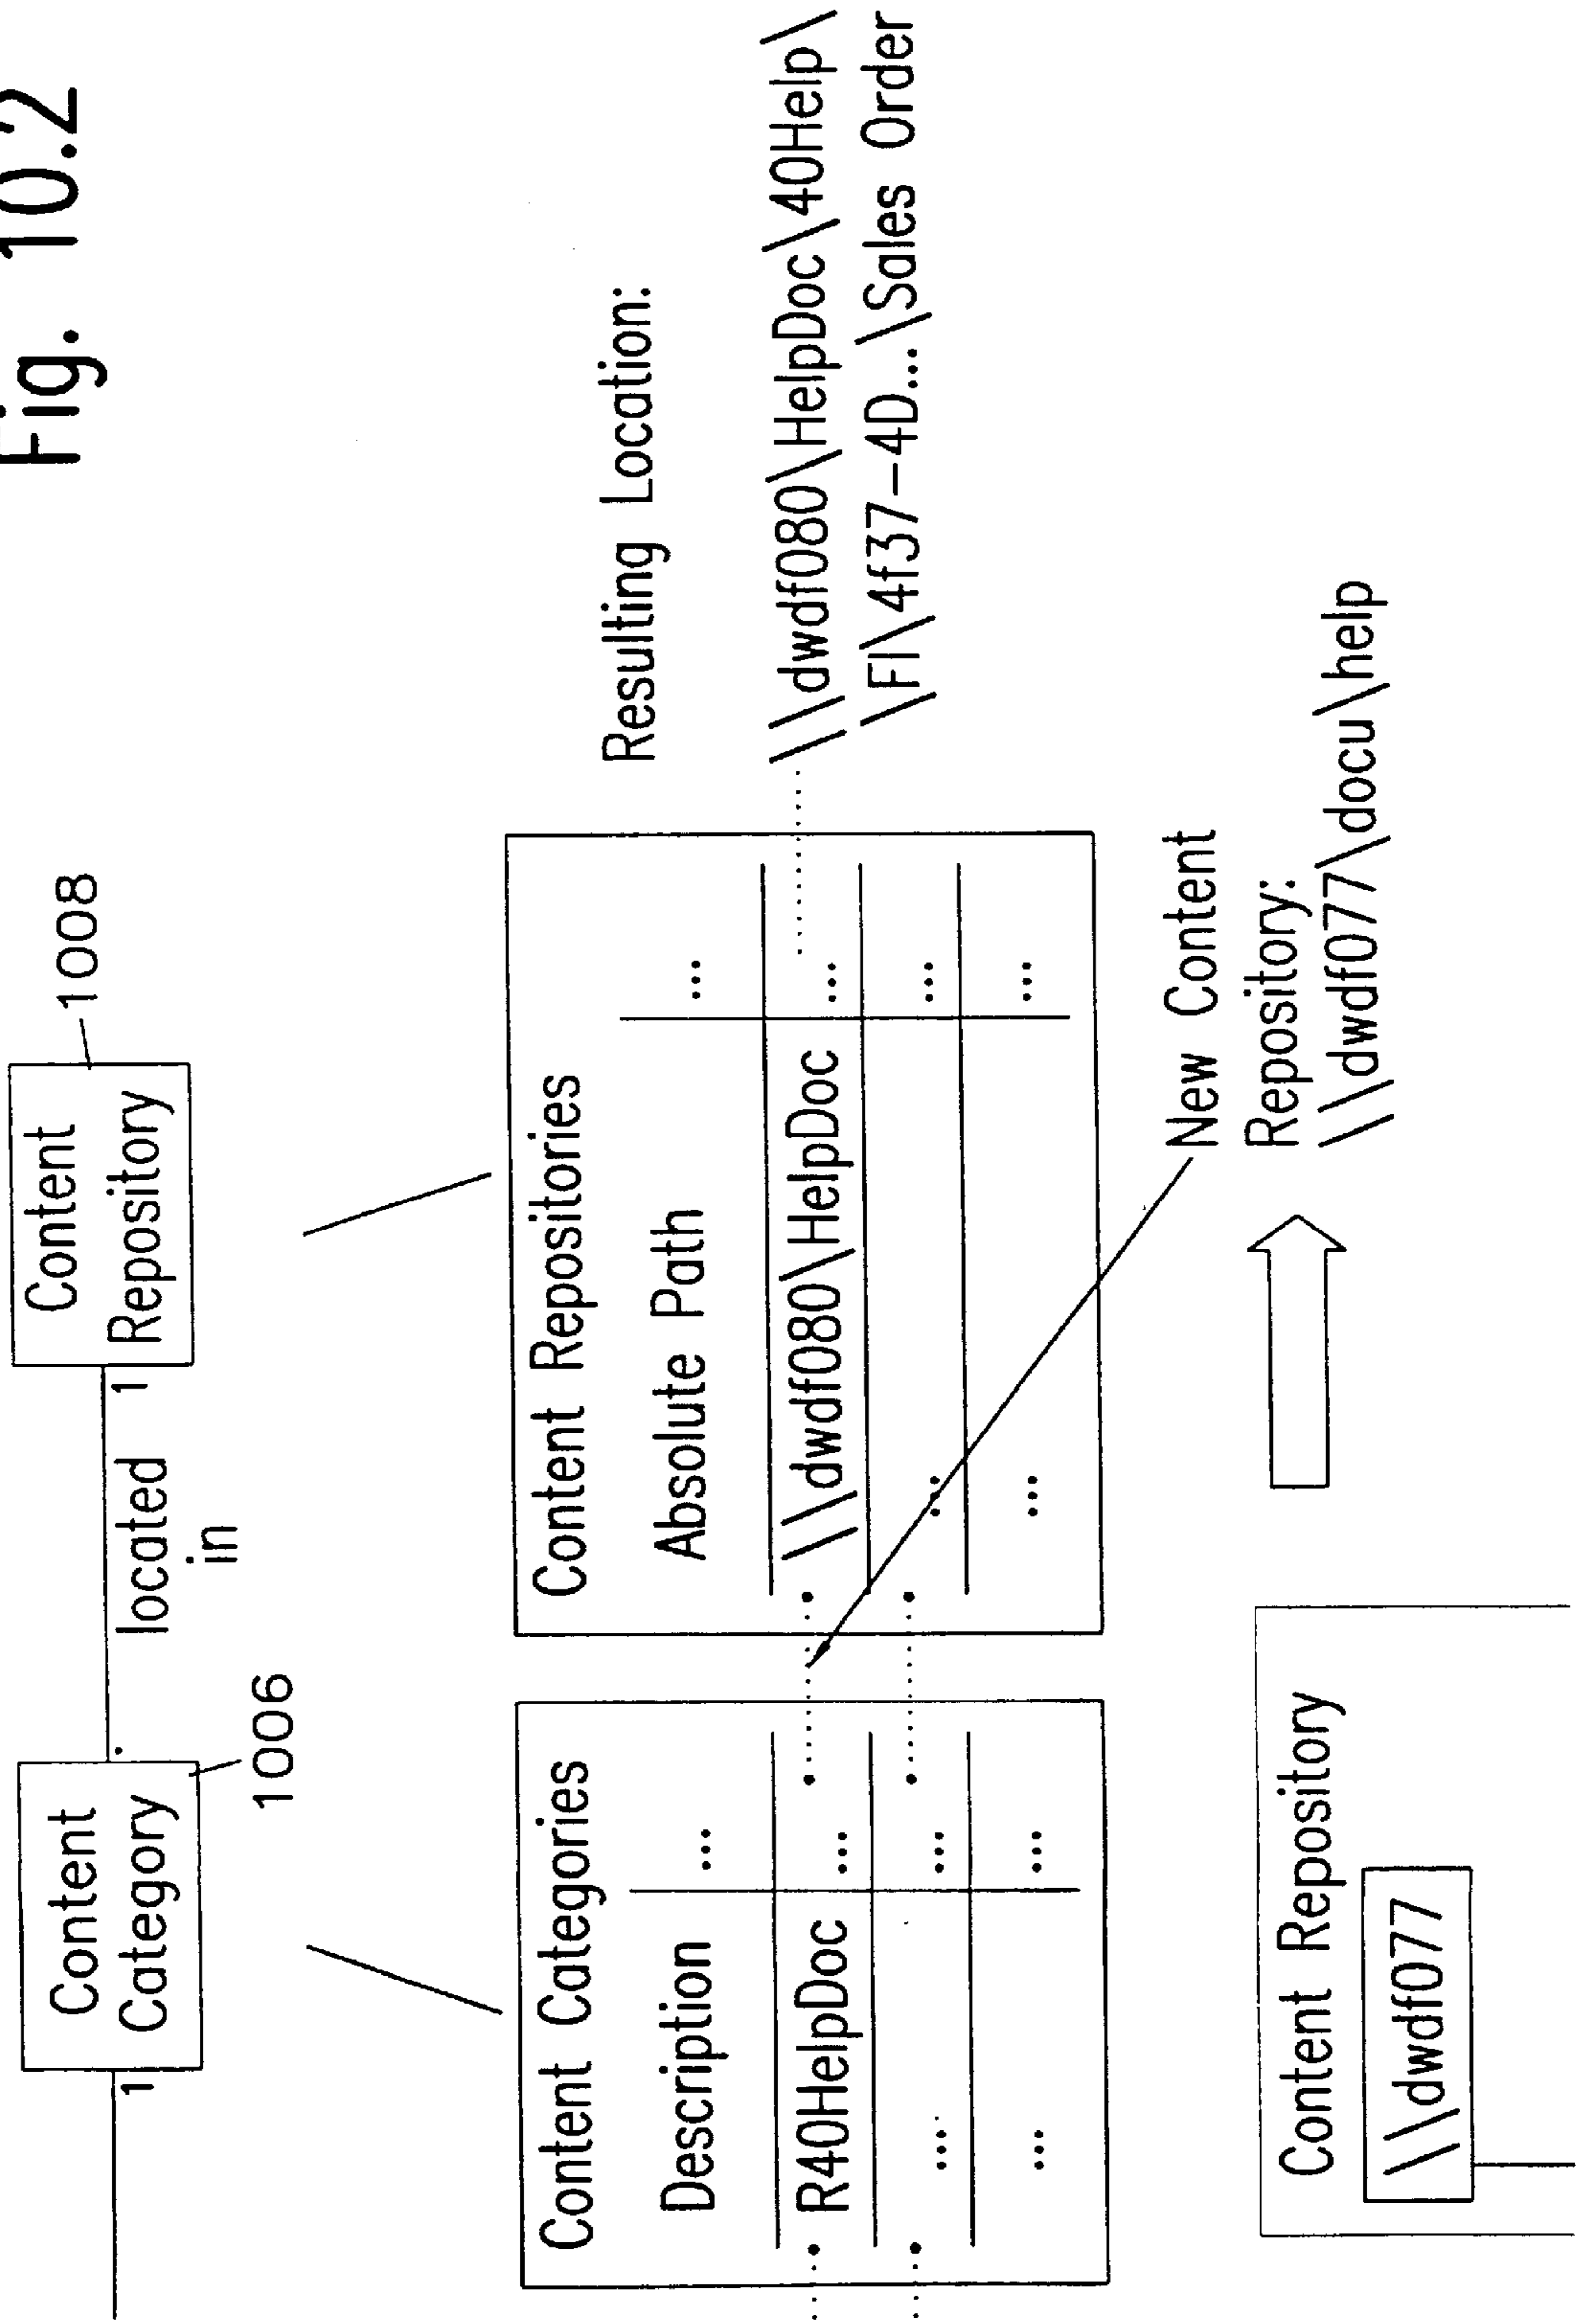 Fig. 10.2
Content
Category
1006
1
located
in
1
Content
Repository
1008
Content Categories
Description
...
R40HelpDoc
...
...
...
...
...
Content Repositories
Absolute Path
...
\\dwdf080\HelpDoc
...
...
...
...
...
Resulting Location:
\\dwdf080\HelpDoc\40Help\
\FI\4f37-4D...\Sales Order
New Content
Repository:
\\dwdf077\docu\help
Content Repository
\\dwdf077